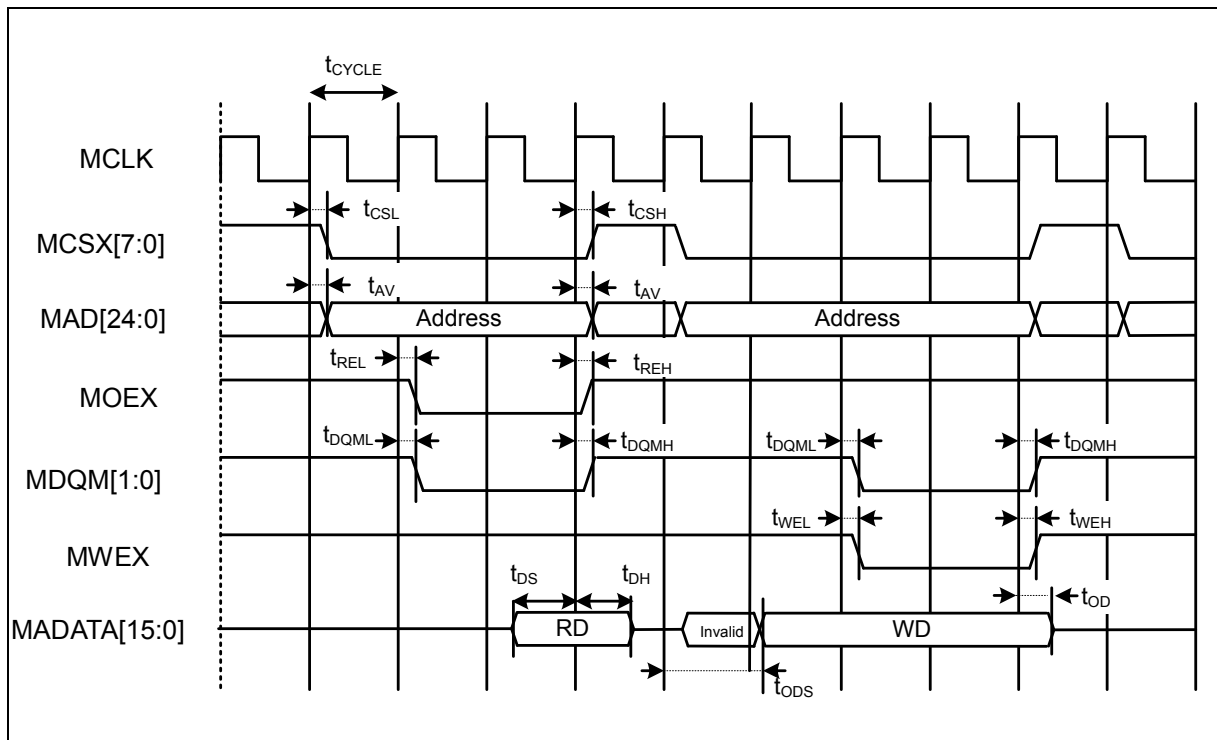 tCYCLE
MCLK
tCSL tCSH
MCSX[7:0]
tAV tAV
MAD[24:0] Address Address
tREL tREH
MOEX
tDQML tDQMH tDQML tDQMH
MDQM[1:0]
tWEL tWEH
MWEX
tDS tDH
tOD
MADATA[15:0] RD Invalid WD
tODS